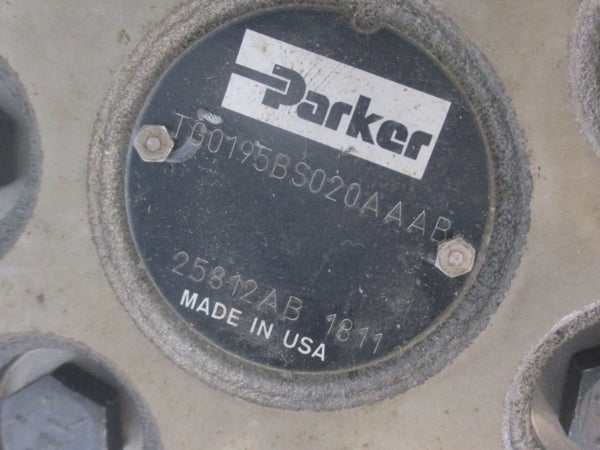 Parker
TG0195BS020AAAB
25812AB 1811
MADE IN USA